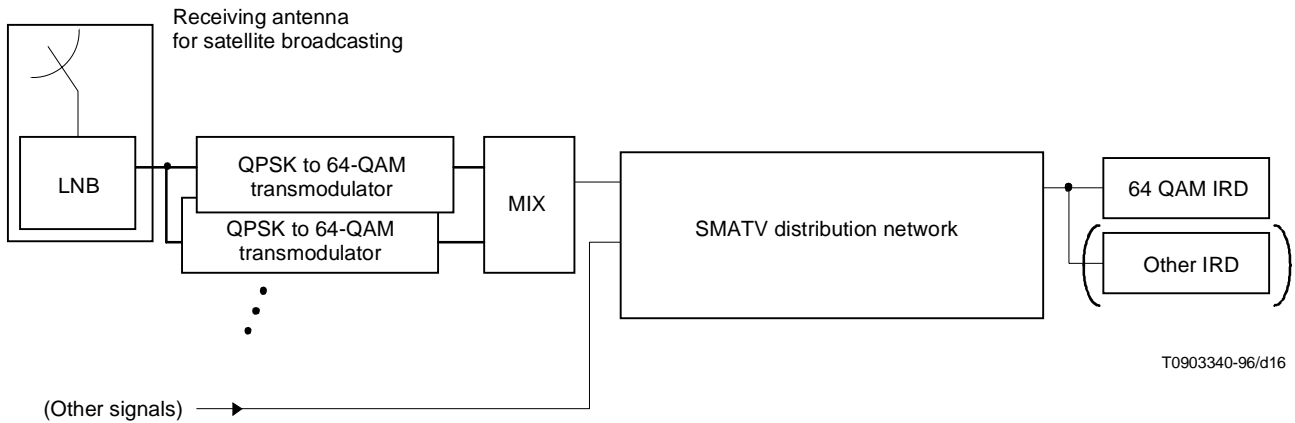 Receiving antenna
for satellite broadcasting
LNB
QPSK to 64-QAM
transmodulator
QPSK to 64-QAM
transmodulator
MIX
SMATV distribution network
64 QAM IRD
Other IRD
T0903340-96/d16
(Other signals)